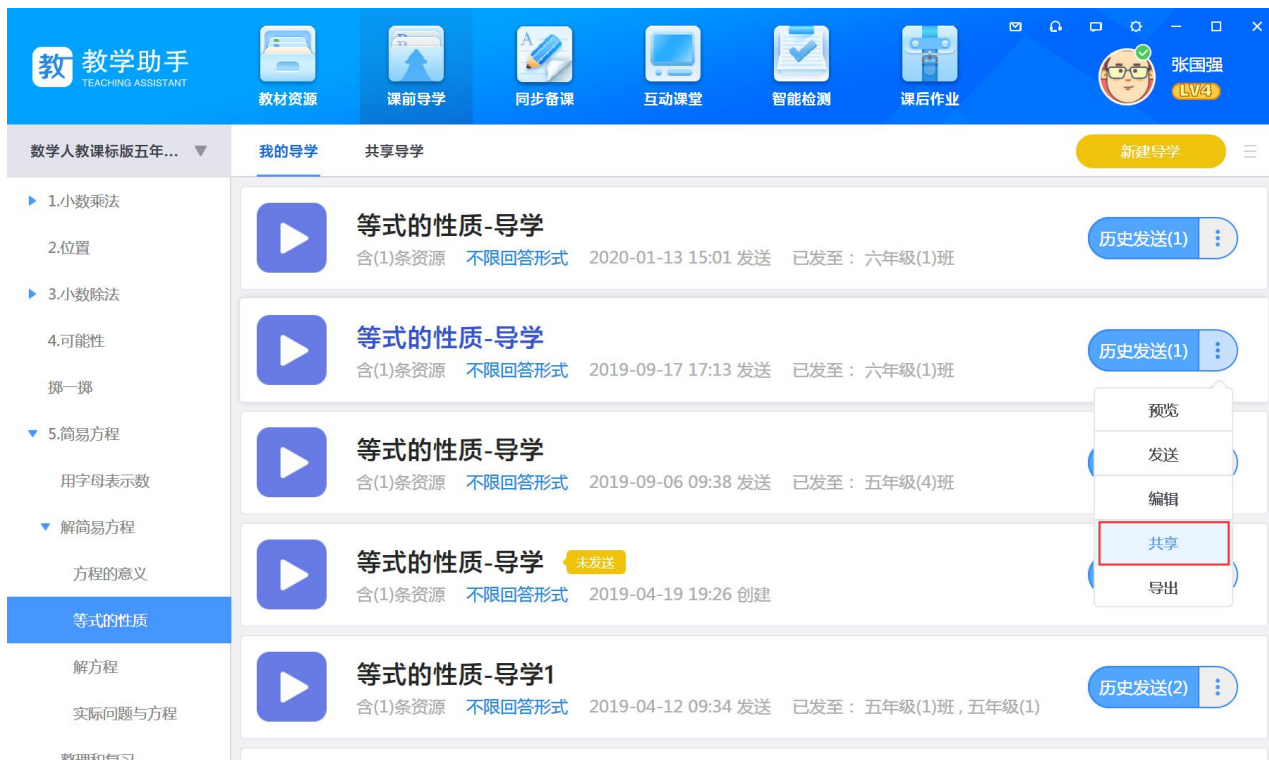 教 教学助手
TEACHING ASSISTANT
教材资源
课前导学
同步备课
互动课堂
智能检测
课后作业
张国强
LV4
数学人教课标版五年...
我的导学
共享导学
新建导学
1.小数乘法
2.位置
3.小数除法
4.可能性
掷一掷
5.简易方程
用字母表示数
解简易方程
方程的意义
等式的性质
解方程
实际问题与方程
整理和复习
等式的性质-导学
含(1)条资源 不限回答形式 2020-01-13 15:01 发送 已发至： 六年级(1)班
历史发送(1)
等式的性质-导学
含(1)条资源 不限回答形式 2019-09-17 17:13 发送 已发至： 六年级(1)班
历史发送(1)
预览
发送
编辑
共享
导出
等式的性质-导学
含(1)条资源 不限回答形式 2019-09-06 09:38 发送 已发至： 五年级(4)班
等式的性质-导学 未发送
含(1)条资源 不限回答形式 2019-04-19 19:26 创建
等式的性质-导学1
含(1)条资源 不限回答形式 2019-04-12 09:34 发送 已发至： 五年级(1)班 , 五年级(1)
历史发送(2)